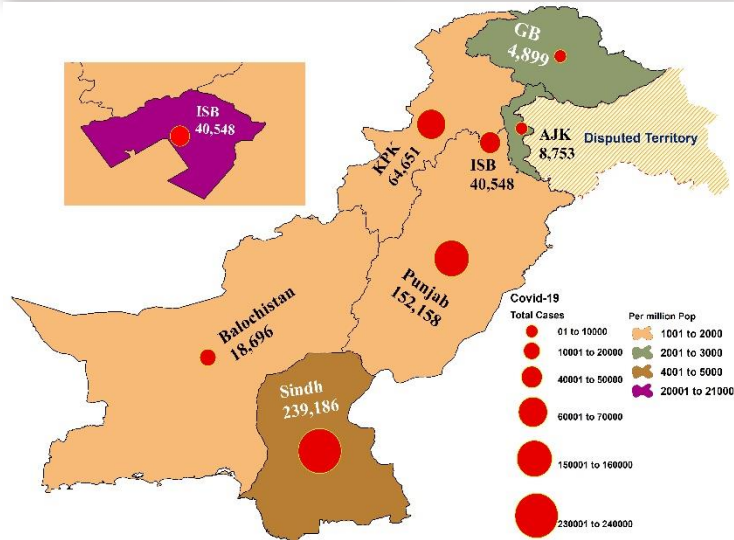 GB
4,899
ISB
40,548
AJK
8,753
Disputed Territory
KPK
64,651
ISB
40,548
Punjab
152,158
Balochistan
18,696
Sindh
239,186
Covid-19
Total Cases
01 to 10000
10001 to 20000
40001 to 50000
60001 to 70000
150001 to 160000
230001 to 240000
Per million Pop
1001 to 2000
2001 to 3000
4001 to 5000
20001 to 21000